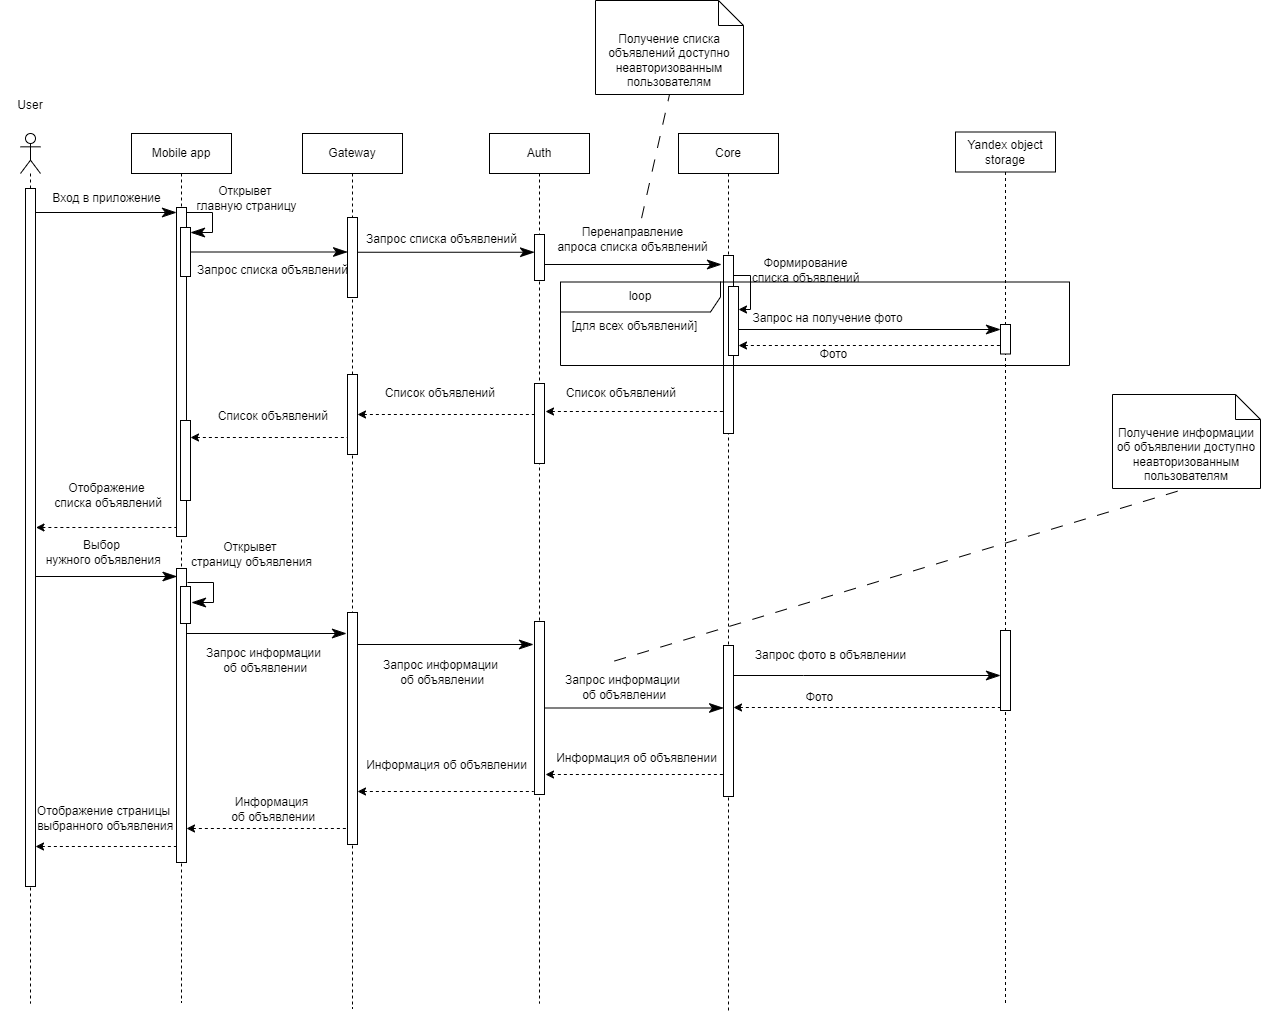 Получение списка
объявлений доступно
неавторизованным
пользователям
User
Mobile app
Gateway
Auth
Core
Yandex object
storage
Вход в приложение
Открывет
главную страницу
Запрос списка объявлений
Запрос списка объявлений
Перенаправление
апроса списка объявлений
Формирование
списка объявлений
loop
[для всех объявлений]
Запрос на получение фото
Фото
Список объявлений
Список объявлений
Список объявлений
Получение информации
об объявлении доступно
неавторизованным
пользователям
Отображение
списка объявлений
Выбор
нужного объявления
Открывет
страницу объявления
Запрос информации
об объявлении
Запрос информации
об объявлении
Запрос информации
об объявлении
Запрос фото в объявлении
Фото
Информация об объявлении
Информация об объявлении
Информация
об объявлении
Отображение страницы
выбранного объявления